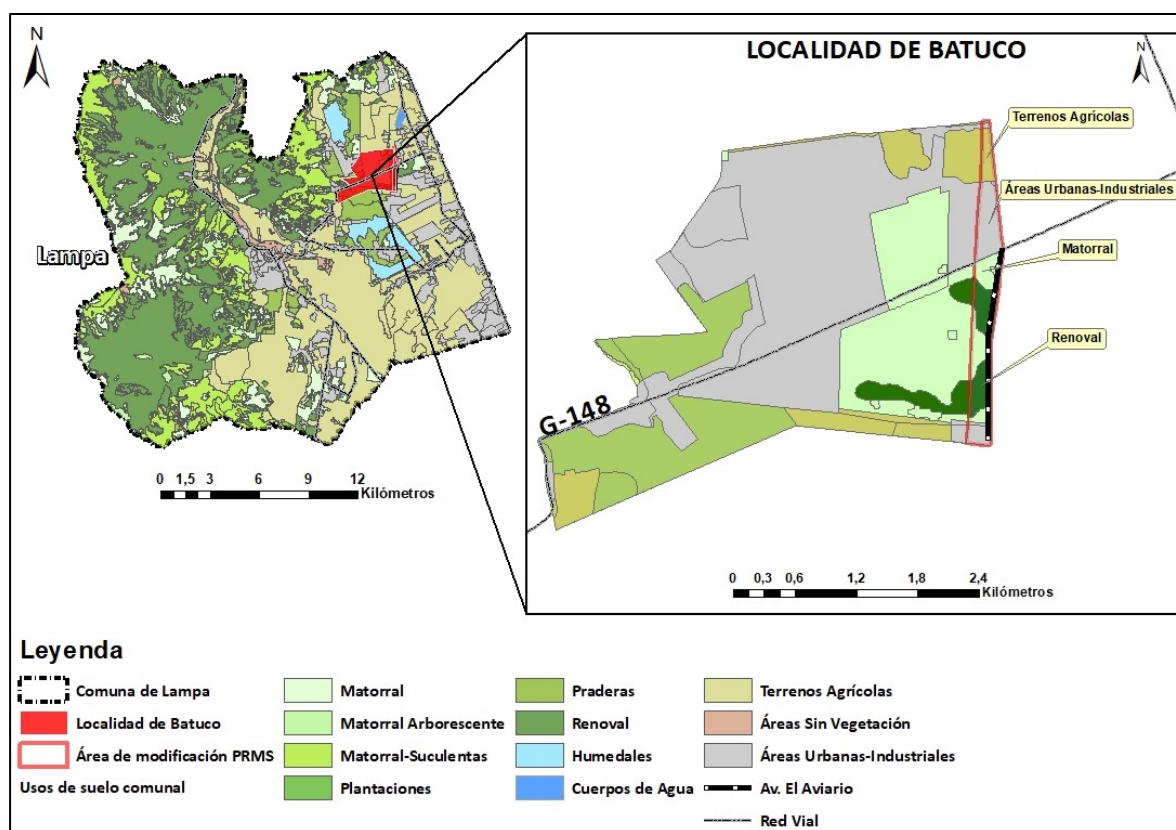 N
LOCALIDAD DE BATUCO
N
Terrenos Agrícolas
Áreas Urbanas-Industriales
Matorral
Renoval
Lampa
G-148
0 1,5 3 6 9 12
Kilómetros
0 0,3 0,6 1,2 1,8 2,4
Kilómetros
Leyenda
Comuna de Lampa
Localidad de Batuco
Área de modificación PRMS
Usos de suelo comunal
Matorral
Matorral Arborescente
Matorral-Suculentas
Plantaciones
Praderas
Renoval
Humedales
Cuerpos de Agua
Terrenos Agrícolas
Áreas Sin Vegetación
Áreas Urbanas-Industriales
Av. El Aviario
Red Vial